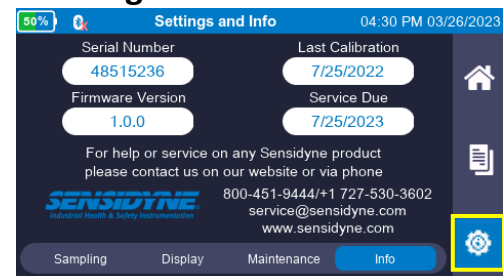 50%
Settings and Info
04:30 PM 03/26/2023
Serial Number
Last Calibration
48515236
7/25/2022
Firmware Version
Service Due
1.0.0
7/25/2023
For help or service on any Sensidyne product
please contact us on our website or via phone
SENSIDYNE
Industrial Health & Safety Instrumentation
800-451-9444/+1 727-530-3602
service@sensidyne.com
www.sensidyne.com
Sampling
Display
Maintenance
Info